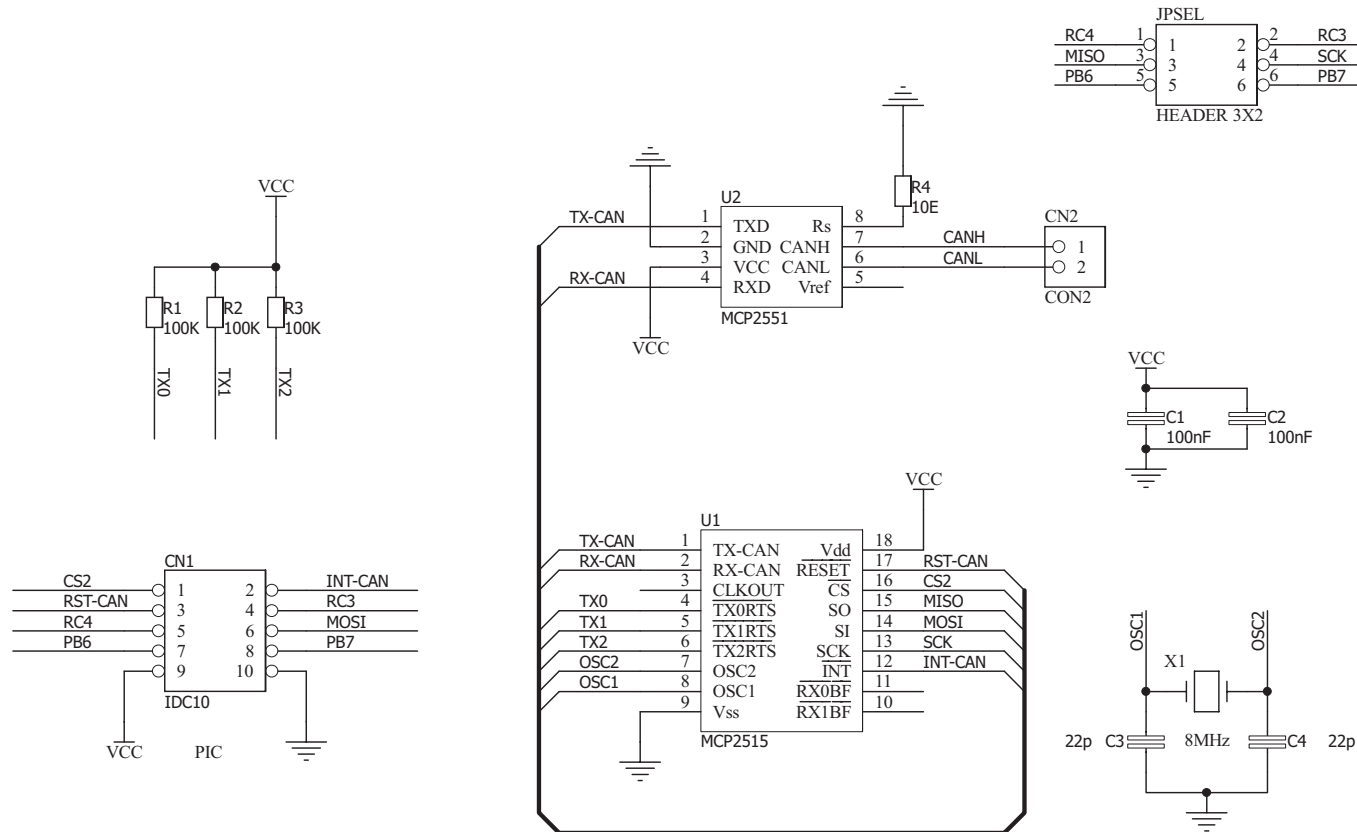 JPSEL
RC4 1 1 2 2 RC3
MISO 3 3 4 4 SCK
PB6 5 5 6 6 PB7
HEADER 3X2
VCC
R1 100K
R2 100K
R3 100K
TX0
TX1
TX2
R4
10E
U2
TX-CAN 1 TXD Rs 8
2 GND CANH 7 CANH
3 VCC CANL 6 CANL
RX-CAN 4 RXD Vref 5
MCP2551
VCC
CN2
1
2
CON2
VCC
C1
100nF
C2
100nF
CN1
CS2 1 2 INT-CAN
RST-CAN 3 4 RC3
RC4 5 6 MOSI
PB6 7 8 PB7
9 10
IDC10
VCC
PIC
VCC
U1
TX-CAN 1 TX-CAN Vdd 18
RX-CAN 2 RX-CAN RESET 17 RST-CAN
3 CLKOUT CS 16 CS2
TX0 4 TX0RTS SO 15 MISO
TX1 5 TX1RTS SI 14 MOSI
TX2 6 TX2RTS SCK 13 SCK
OSC2 7 OSC2 INT 12 INT-CAN
OSC1 8 OSC1 RX0BF 11
9 Vss RX1BF 10
MCP2515
OSC1
OSC2
X1
22p C3 8MHz C4 22p